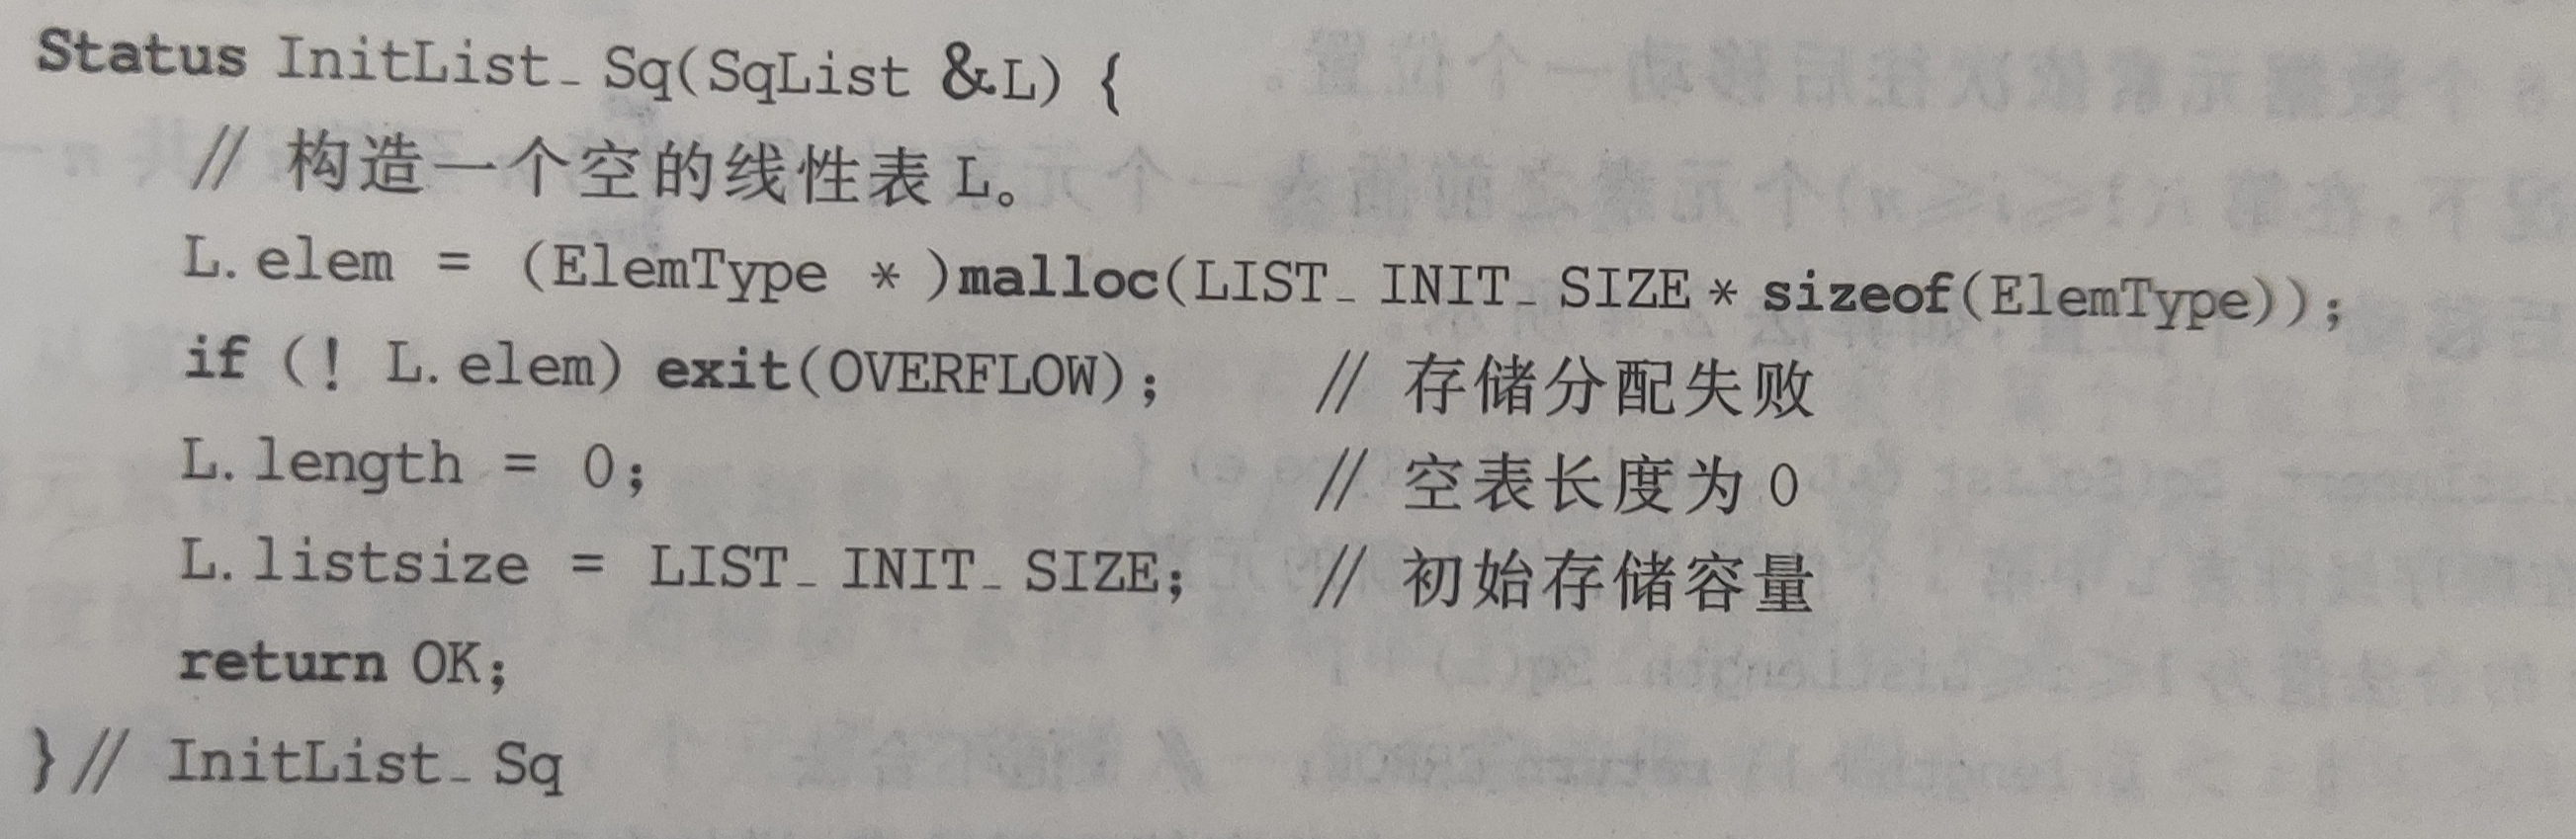 Status InitList_Sq(SqList &L) {
// 构造一个空的线性表 L。
L.elem = (ElemType *)malloc(LIST_INIT_SIZE * sizeof(ElemType));
if (! L.elem) exit(OVERFLOW); // 存储分配失败
L.length = 0; // 空表长度为 0
L.listsize = LIST_INIT_SIZE; // 初始存储容量
return OK;
}// InitList_Sq